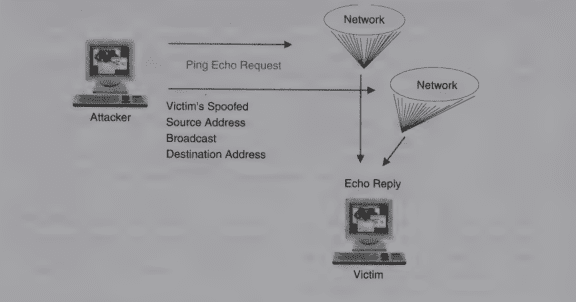 Network
Ping Echo Request
Network
Attacker
Victim's Spoofed
Source Address
Broadcast
Destination Address
Echo Reply
Victim